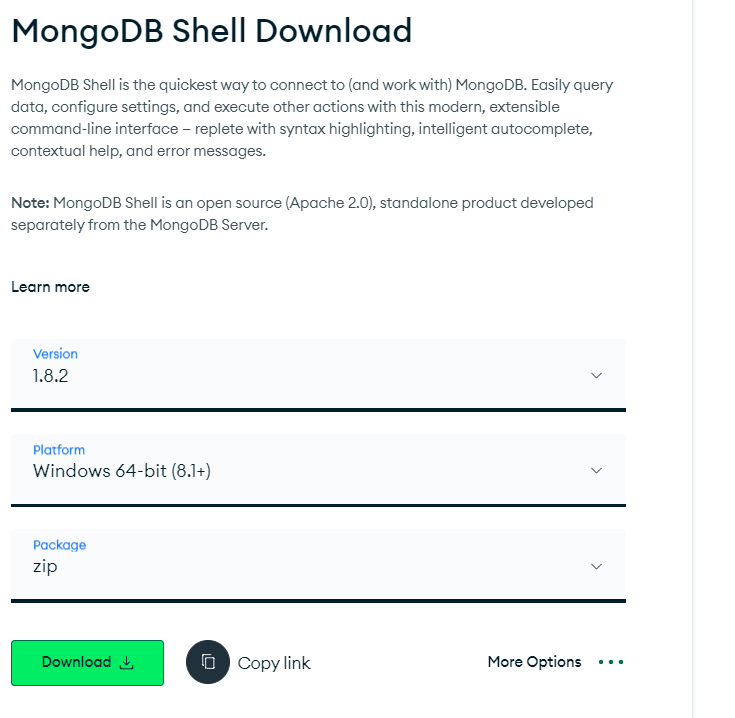 MongoDB Shell Download
MongoDB Shell is the quickest way to connect to (and work with) MongoDB. Easily query
data, configure settings, and execute other actions with this modern, extensible
command-line interface — replete with syntax highlighting, intelligent autocomplete,
contextual help, and error messages.
Note: MongoDB Shell is an open source (Apache 2.0), standalone product developed
separately from the MongoDB Server.
Learn more
Version
1.8.2
Platform
Windows 64-bit (8.1+)
Package
zip
Download
Copy link
More Options